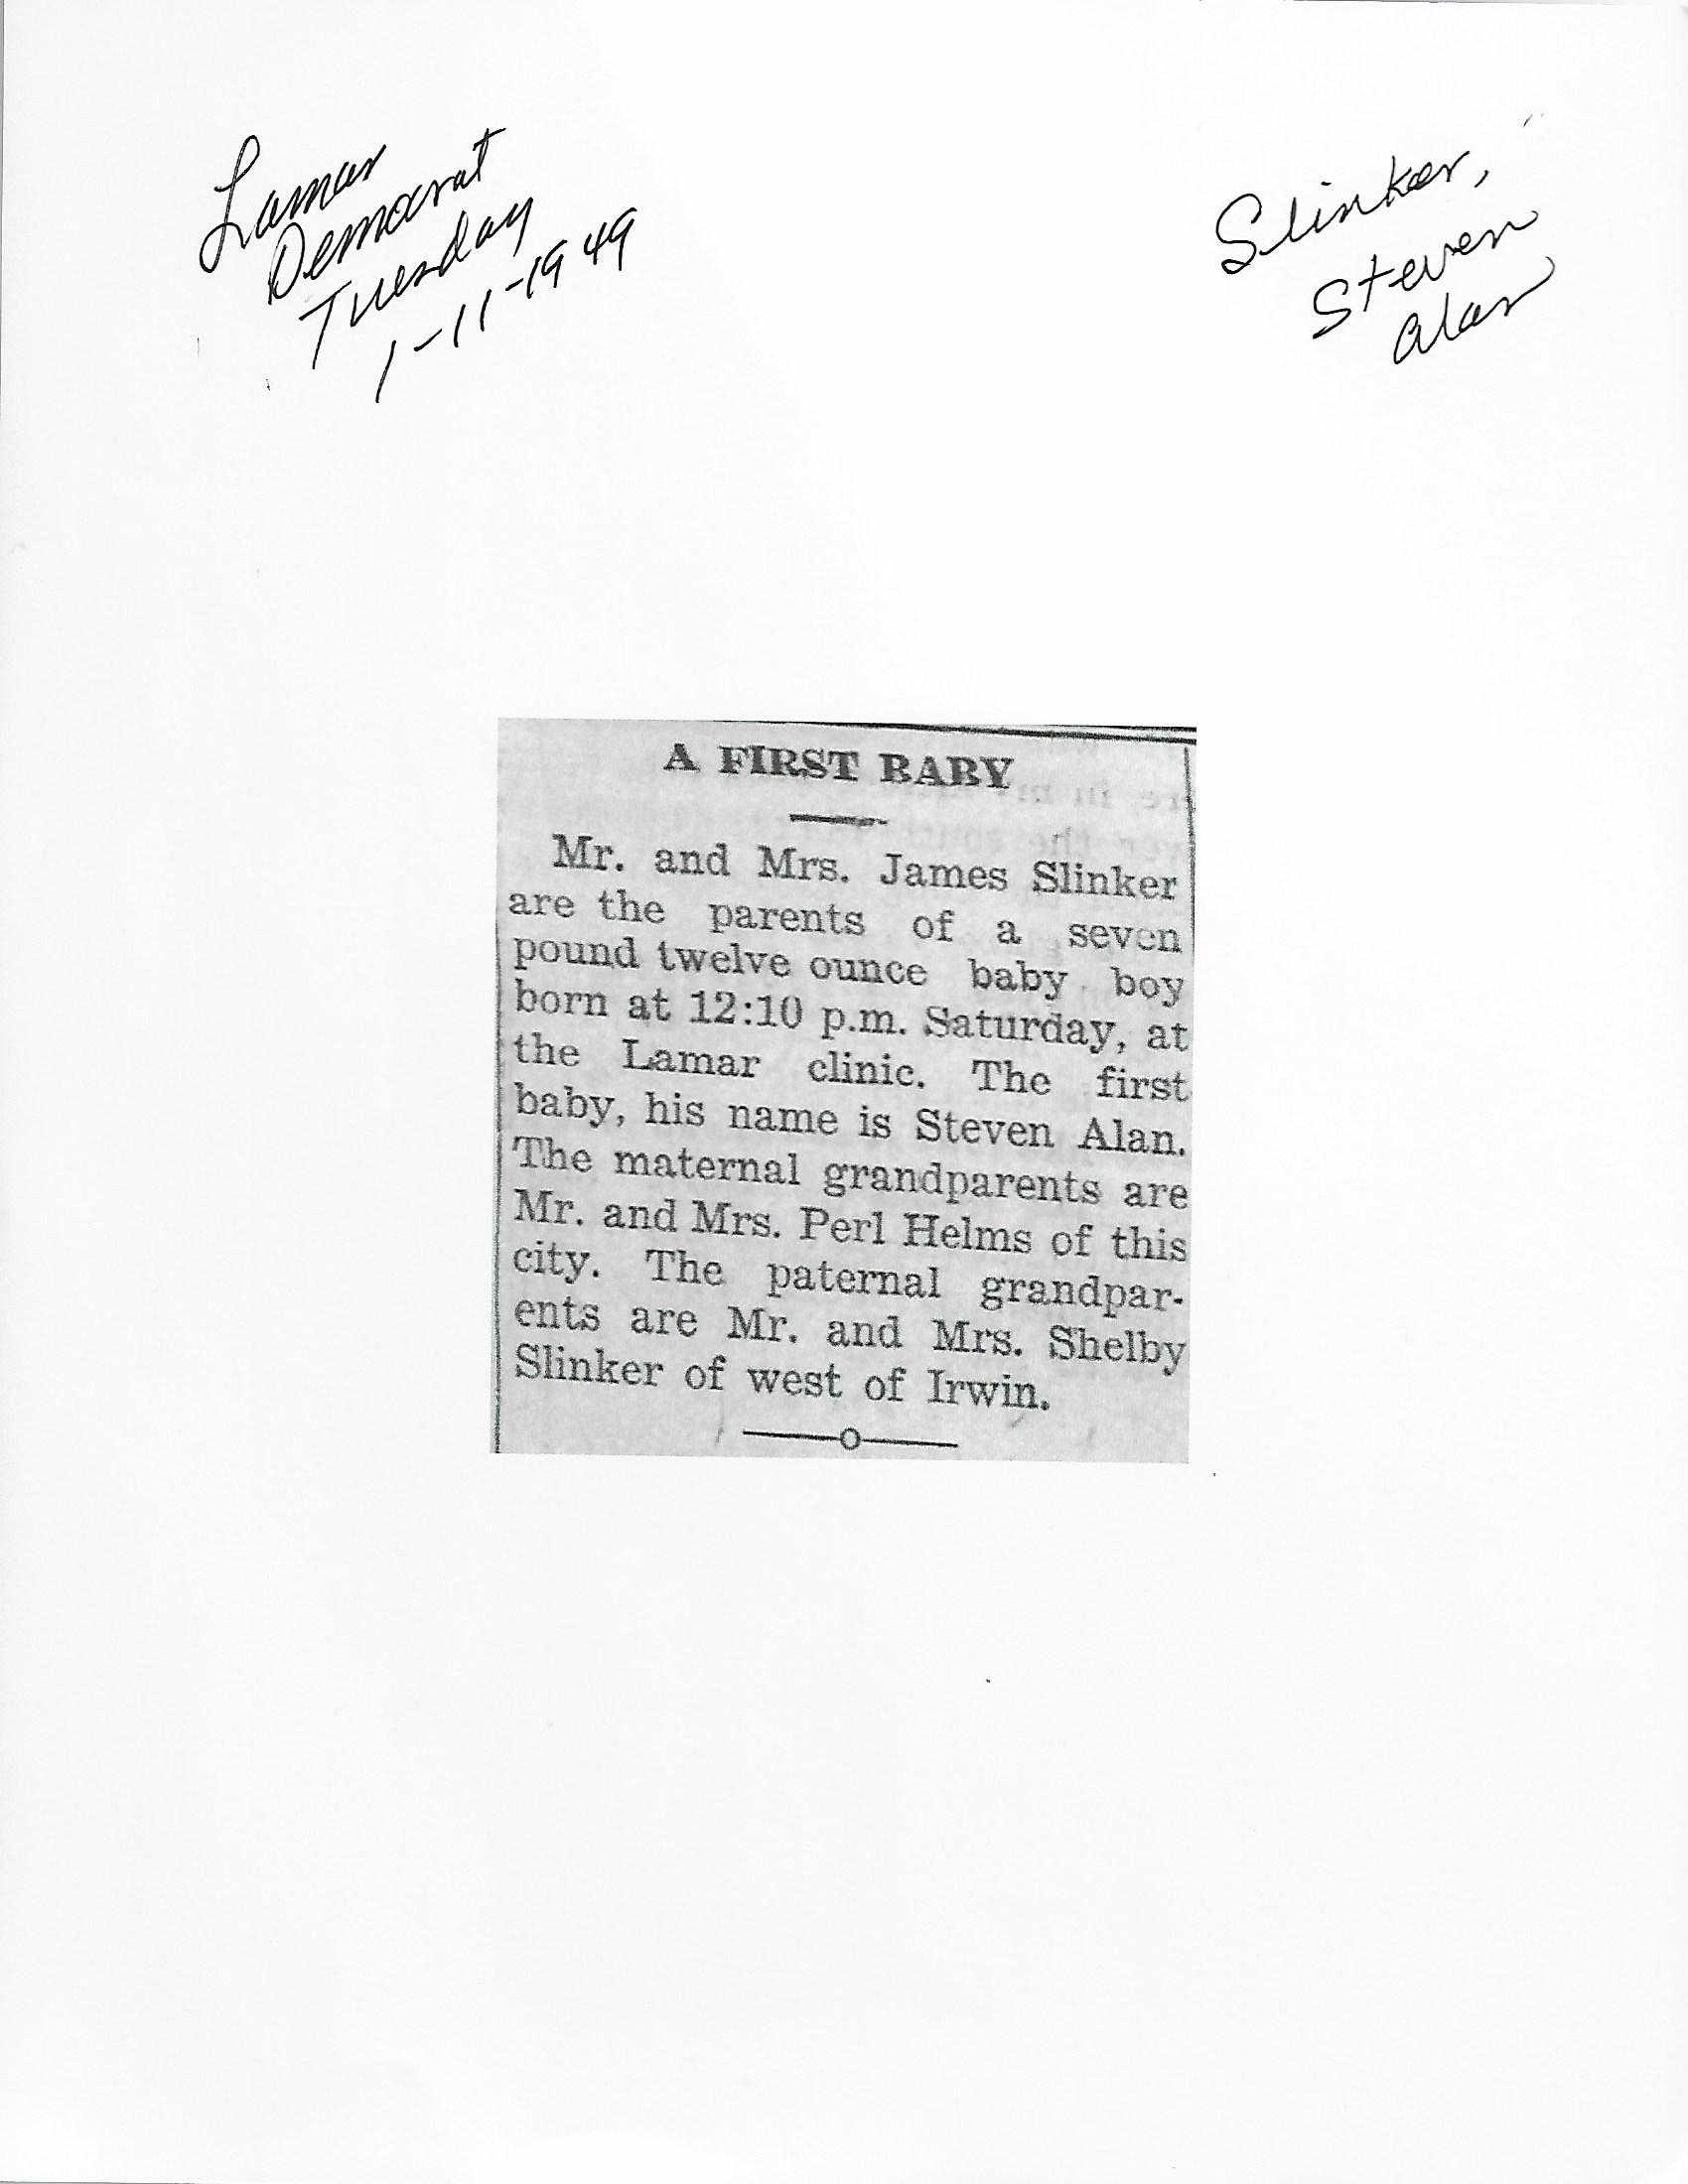 Lamar
Democrat
Tuesday
1-11-1949
Slinker,
Steven
Alan
A FIRST BABY
Mr. and Mrs. James Slinker
are the parents of a seven
pound twelve ounce baby boy
born at 12:10 p.m. Saturday, at
the Lamar clinic. The first
baby, his name is Steven Alan.
The maternal grandparents are
Mr. and Mrs. Perl Helms of this
city. The paternal grandpar-
ents are Mr. and Mrs. Shelby
Slinker of west of Irwin.